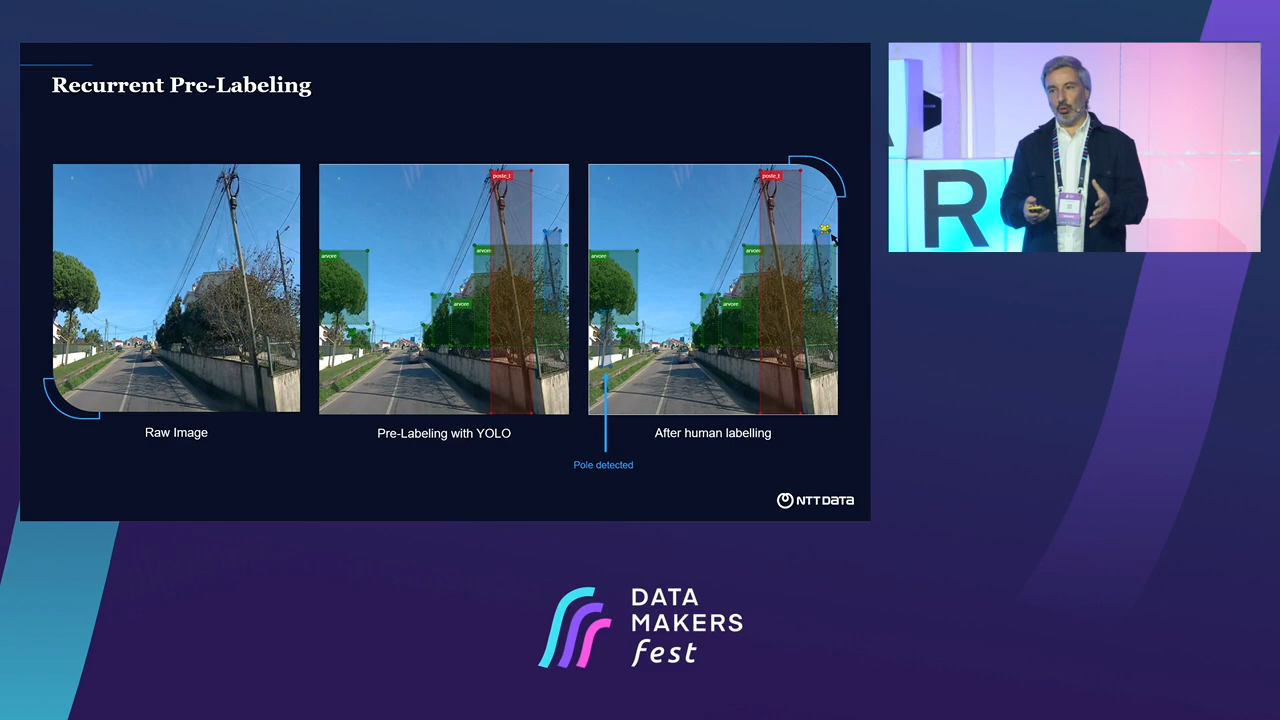 Recurrent Pre-Labeling
poste_t
arvore
arvore
arvore
poste_t
arvore
arvore
arvore
Raw Image
Pre-Labeling with YOLO
After human labelling
Pole detected
NTT DATA
R
DATA
MAKERS
fest